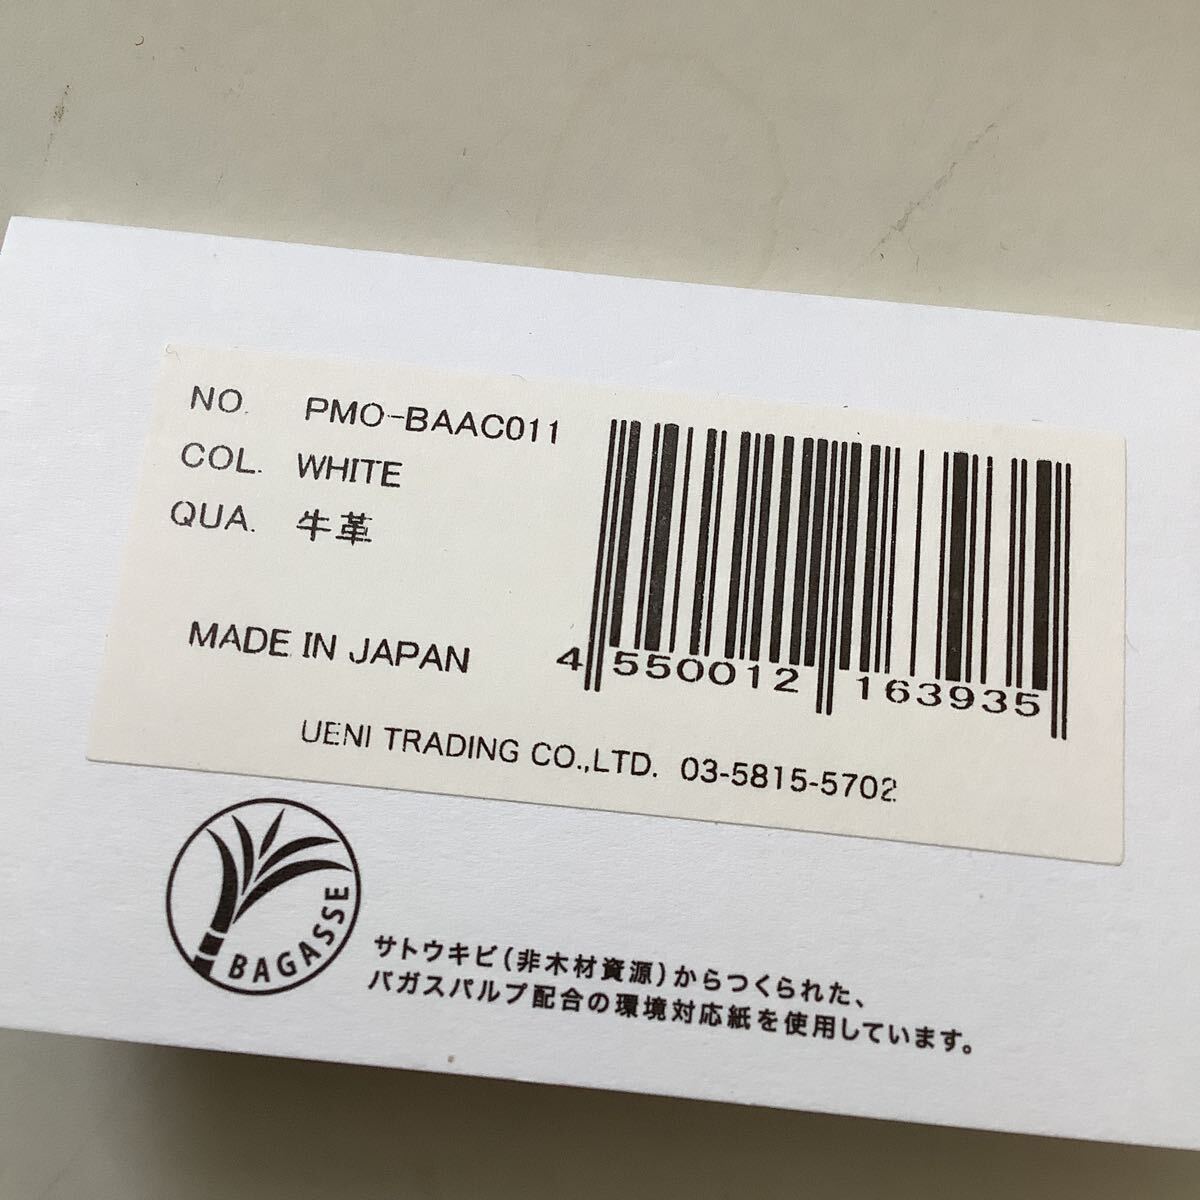 NO. PMO-BAAC011
COL. WHITE
QUA. 牛革
MADE IN JAPAN
4 550012 163935
UENI TRADING CO.,LTD. 03-5815-5702
BAGASSE
サトウキビ(非木材資源)からつくられた、
バガスパルプ配合の環境対応紙を使用しています。